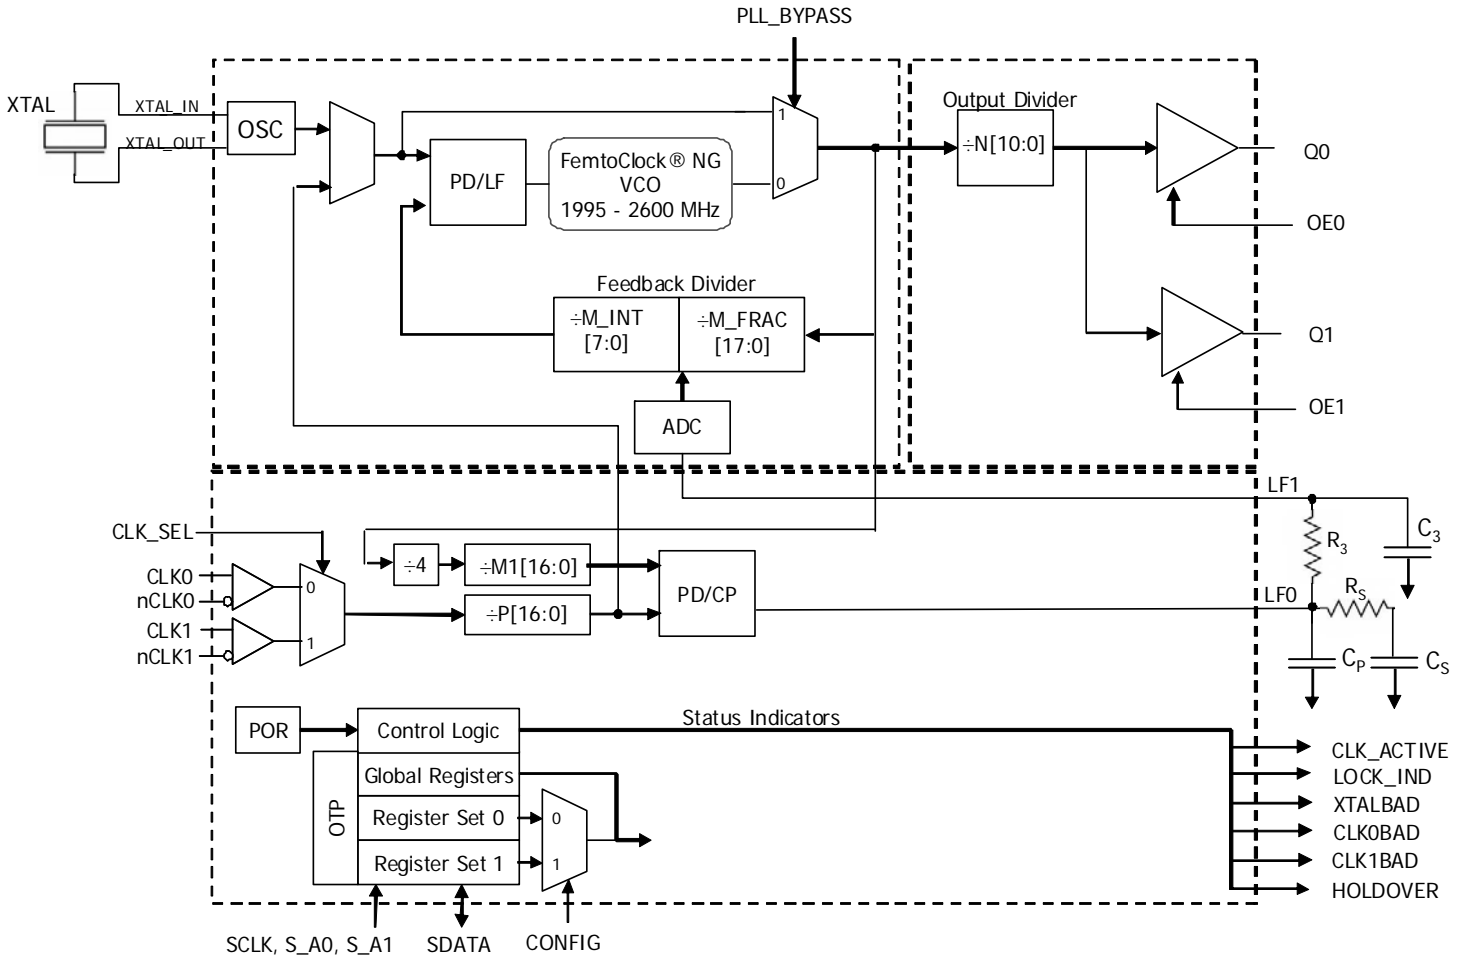 PLL_BYPASS
XTAL
XTAL_IN
XTAL_OUT
OSC
PD/LF
FemtoClock® NG
VCO
1995 - 2600 MHz
1
0
Output Divider
÷N[10:0]
Q0
OE0
Q1
OE1
Feedback Divider
÷M_INT
[7:0]
÷M_FRAC
[17:0]
ADC
LF1
CLK_SEL
CLK0
nCLK0
CLK1
nCLK1
0
1
÷4
÷M1[16:0]
÷P[16:0]
PD/CP
LF0
R3
C3
RS
CP
CS
POR
Control Logic
Global Registers
Register Set 0
Register Set 1
OTP
0
1
Status Indicators
CLK_ACTIVE
LOCK_IND
XTALBAD
CLK0BAD
CLK1BAD
HOLDOVER
SCLK, S_A0, S_A1
SDATA
CONFIG